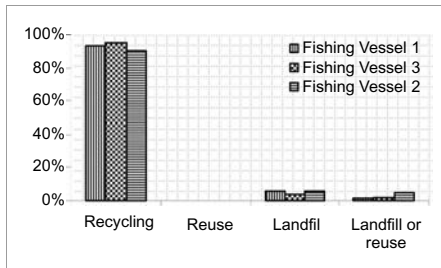 100%
80%
60%
40%
20%
0%
Fishing Vessel 1
Fishing Vessel 3
Fishing Vessel 2
Recycling
Reuse
Landfil
Landfill or
reuse